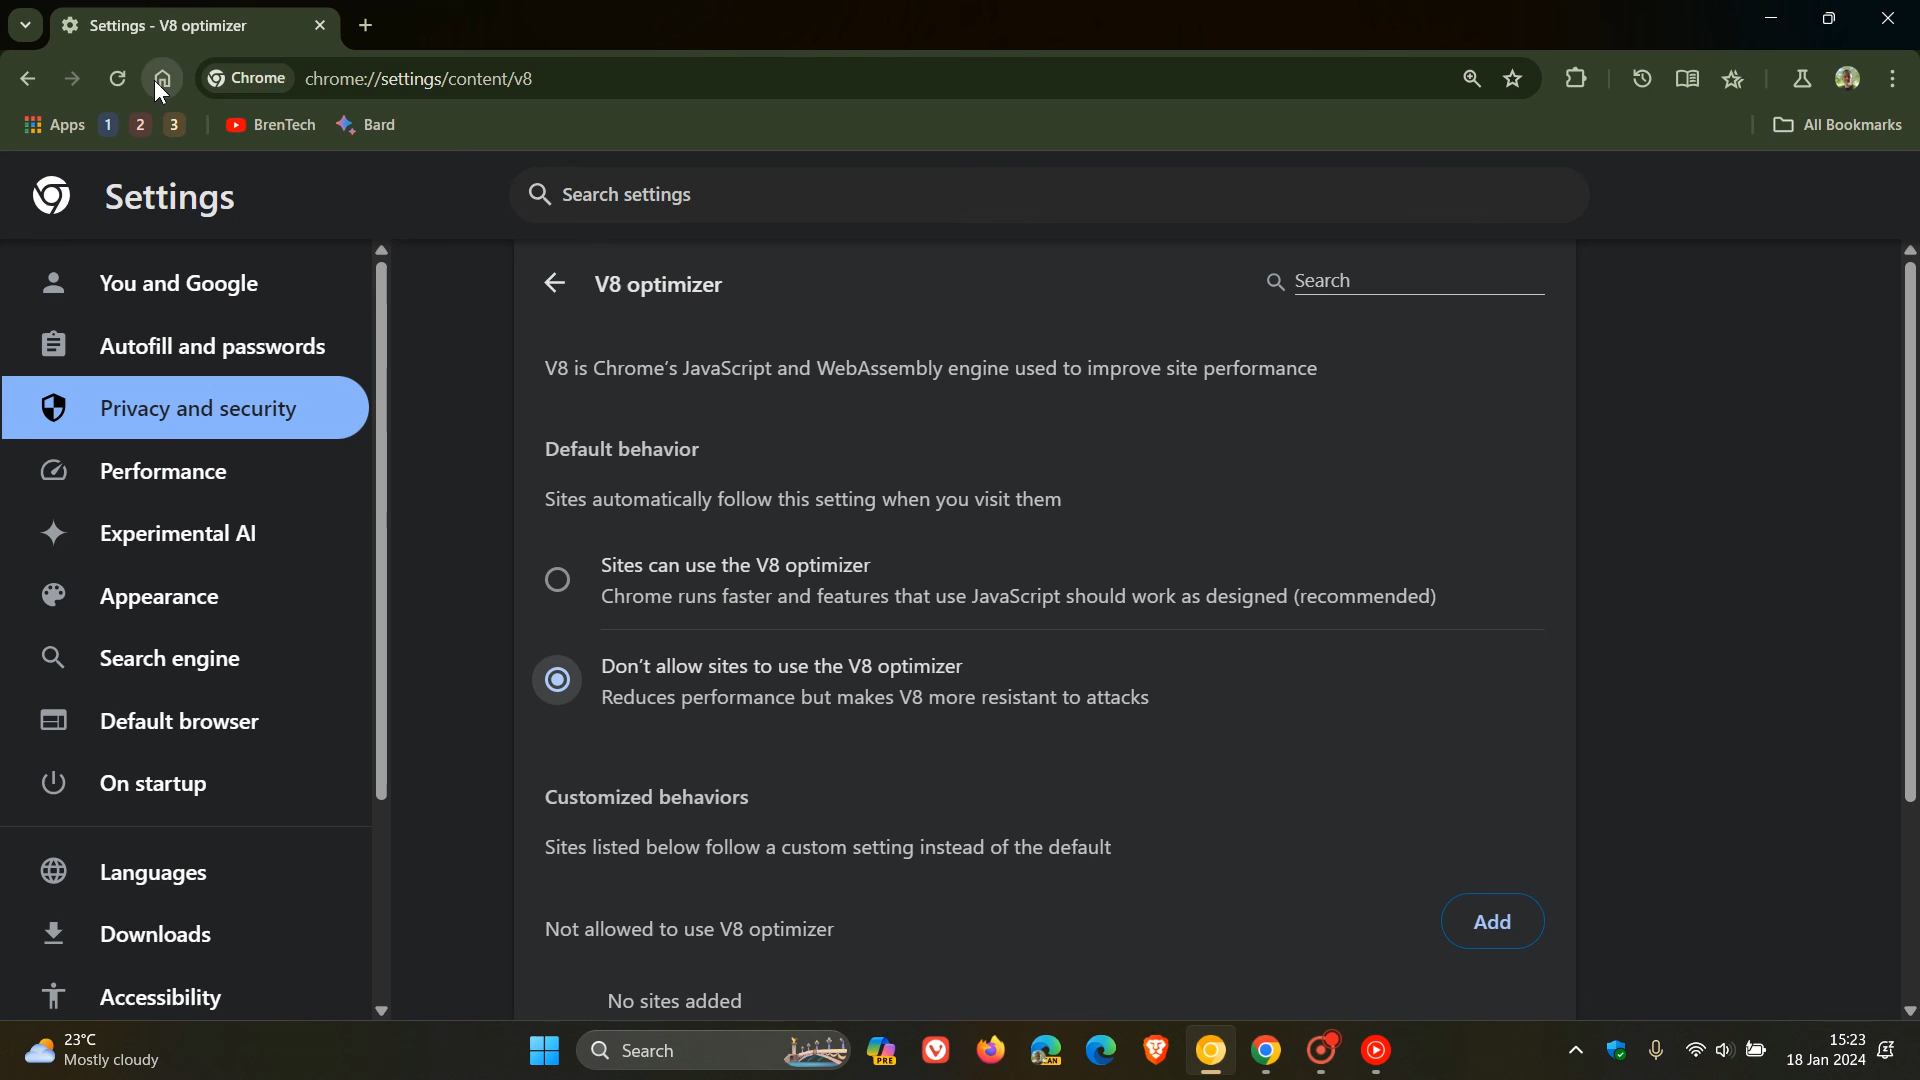 Settings - V8 optimizer
Chrome chrome://settings/content/v8
Apps 1 2 3 BrenTech Bard All Bookmarks
Settings
Search settings
You and Google
Autofill and passwords
Privacy and security
Performance
Experimental AI
Appearance
Search engine
Default browser
On startup
Languages
Downloads
Accessibility
V8 optimizer
Search
V8 is Chrome’s JavaScript and WebAssembly engine used to improve site performance
Default behavior
Sites automatically follow this setting when you visit them
Sites can use the V8 optimizer
Chrome runs faster and features that use JavaScript should work as designed (recommended)
Don’t allow sites to use the V8 optimizer
Reduces performance but makes V8 more resistant to attacks
Customized behaviors
Sites listed below follow a custom setting instead of the default
Not allowed to use V8 optimizer
Add
No sites added
23°C
Mostly cloudy
Search
PRE
CAN
15:23
18 Jan 2024